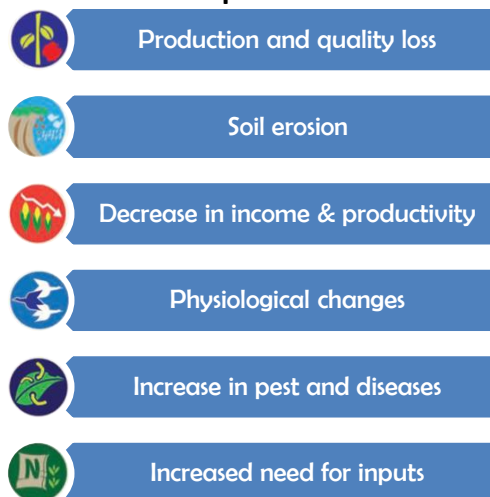 Production and quality loss
Soil erosion
Decrease in income & productivity
Physiological changes
Increase in pest and diseases
Increased need for inputs
N